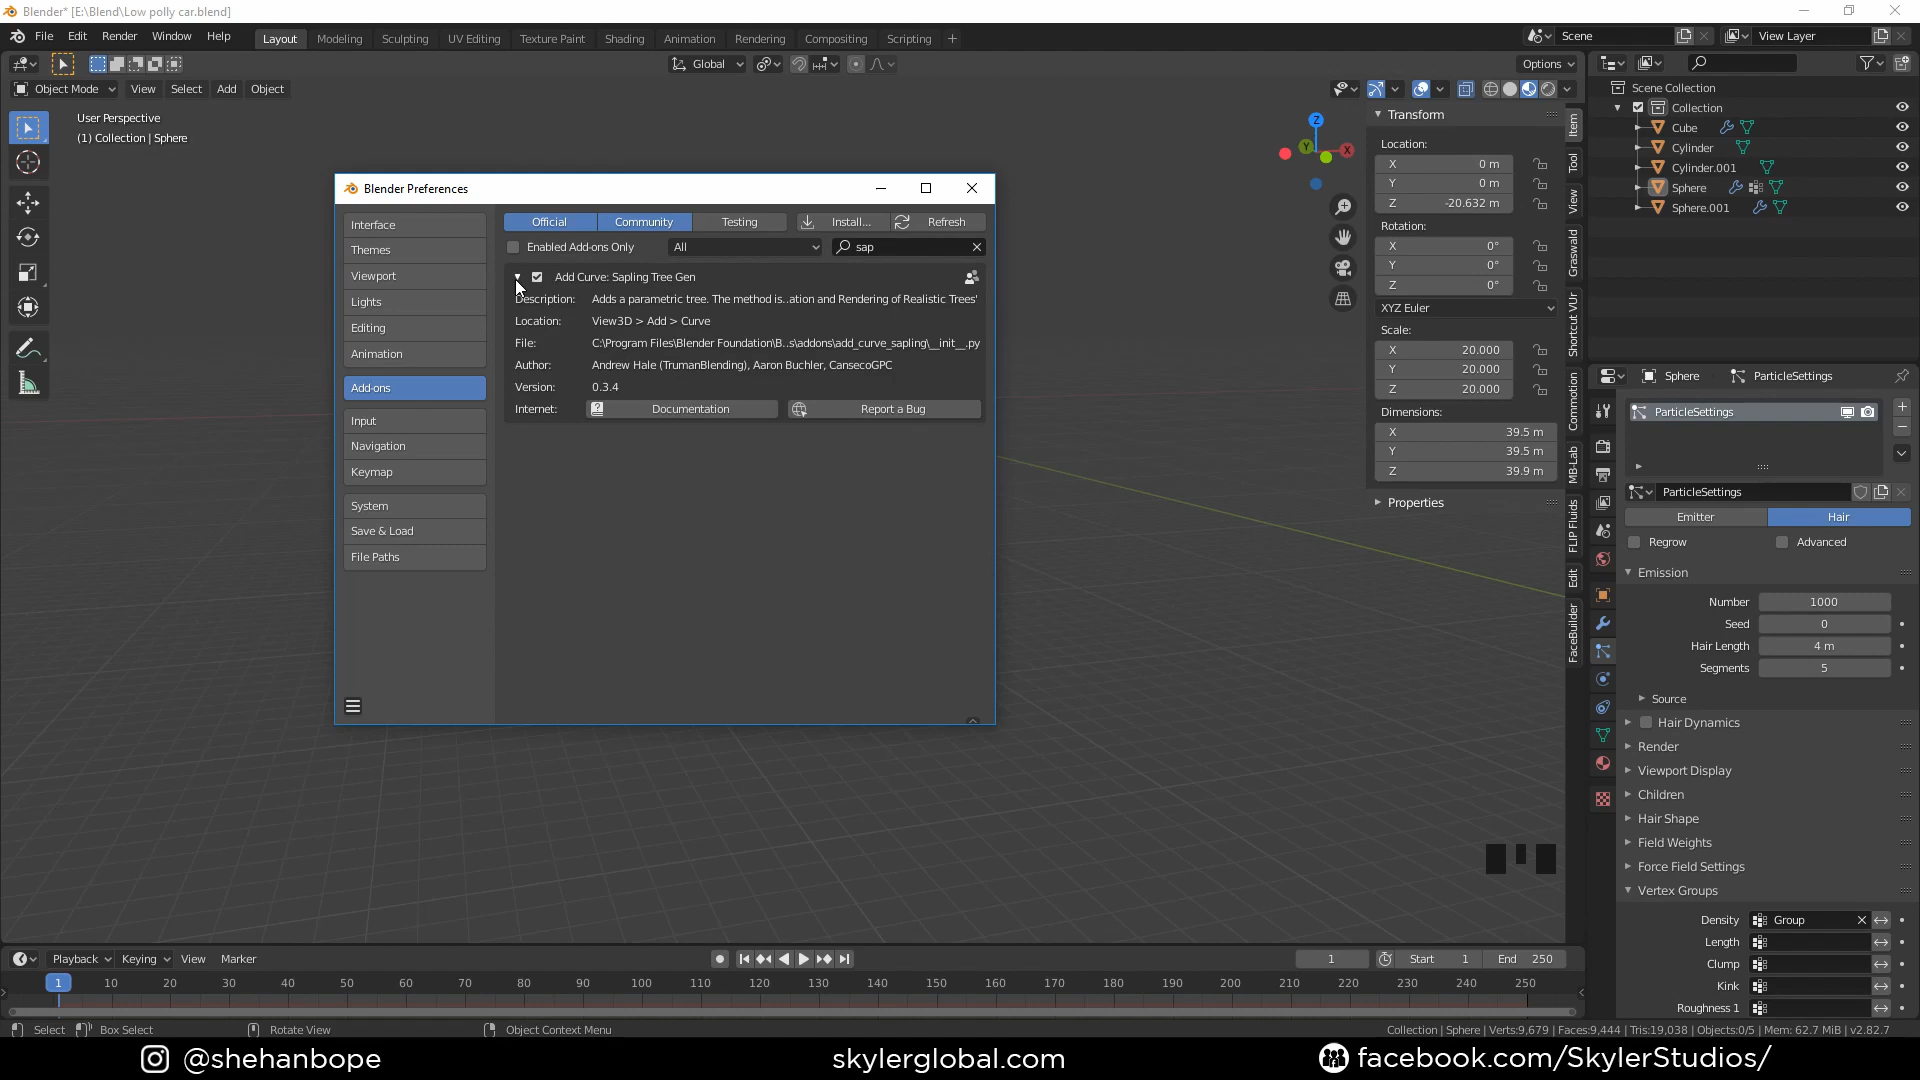 Blender* [E:\Blend\Low polly car.blend]
File Edit Render Window Help
Layout Modeling Sculpting UV Editing Texture Paint Shading Animation Rendering Compositing Scripting +
Scene View Layer
Global Options
Object Mode View Select Add Object
User Perspective
(1) Collection | Sphere
Z
Y
X
Blender Preferences
Interface
Themes
Viewport
Lights
Editing
Animation
Add-ons
Input
Navigation
Keymap
System
Save & Load
File Paths
Official Community Testing Install... Refresh
Enabled Add-ons Only All sap
Add Curve: Sapling Tree Gen
Description: Adds a parametric tree. The method is..ation and Rendering of Realistic Trees'
Location: View3D > Add > Curve
File: C:\Program Files\Blender Foundation\B..s\addons\add_curve_sapling\__init__.py
Author: Andrew Hale (TrumanBlending), Aaron Buchler, CansecoGPC
Version: 0.3.4
Internet: Documentation Report a Bug
Transform
Location:
X 0 m
Y 0 m
Z -20.632 m
Rotation:
X 0°
Y 0°
Z 0°
XYZ Euler
Scale:
X 20.000
Y 20.000
Z 20.000
Dimensions:
X 39.5 m
Y 39.5 m
Z 39.9 m
Properties
Item
Tool
View
Graswald
Shortcut VUr
Commotion
MB-Lab
FLIP Fluids
Edit
FaceBuilder
Scene Collection
Collection
Cube
Cylinder
Cylinder.001
Sphere
Sphere.001
Sphere ParticleSettings
ParticleSettings
ParticleSettings
Emitter Hair
Regrow Advanced
Emission
Number 1000
Seed 0
Hair Length 4 m
Segments 5
Source
Hair Dynamics
Render
Viewport Display
Children
Hair Shape
Field Weights
Force Field Settings
Vertex Groups
Density Group
Length
Clump
Kink
Roughness 1
Playback Keying View Marker 1 Start 1 End 250
1 10 20 30 40 50 60 70 80 90 100 110 120 130 140 150 160 170 180 190 200 210 220 230 240 250
Select Box Select Rotate View Object Context Menu
Collection | Sphere | Verts:9,679 | Faces:9,444 | Tris:19,038 | Objects:0/5 | Mem: 62.7 MiB | v2.82.7
@shehanbope skylerglobal.com facebook.com/SkylerStudios/